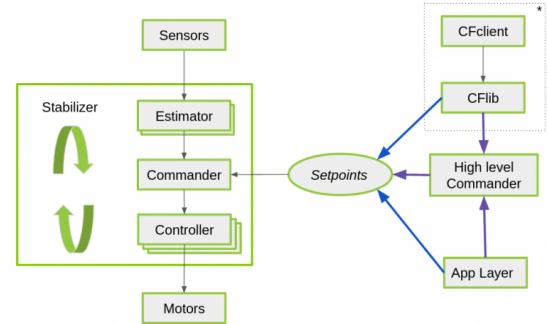 Sensors
Stabilizer
Estimator
Commander
Controller
Motors
Setpoints
*
CFclient
CFlib
High level
Commander
App Layer